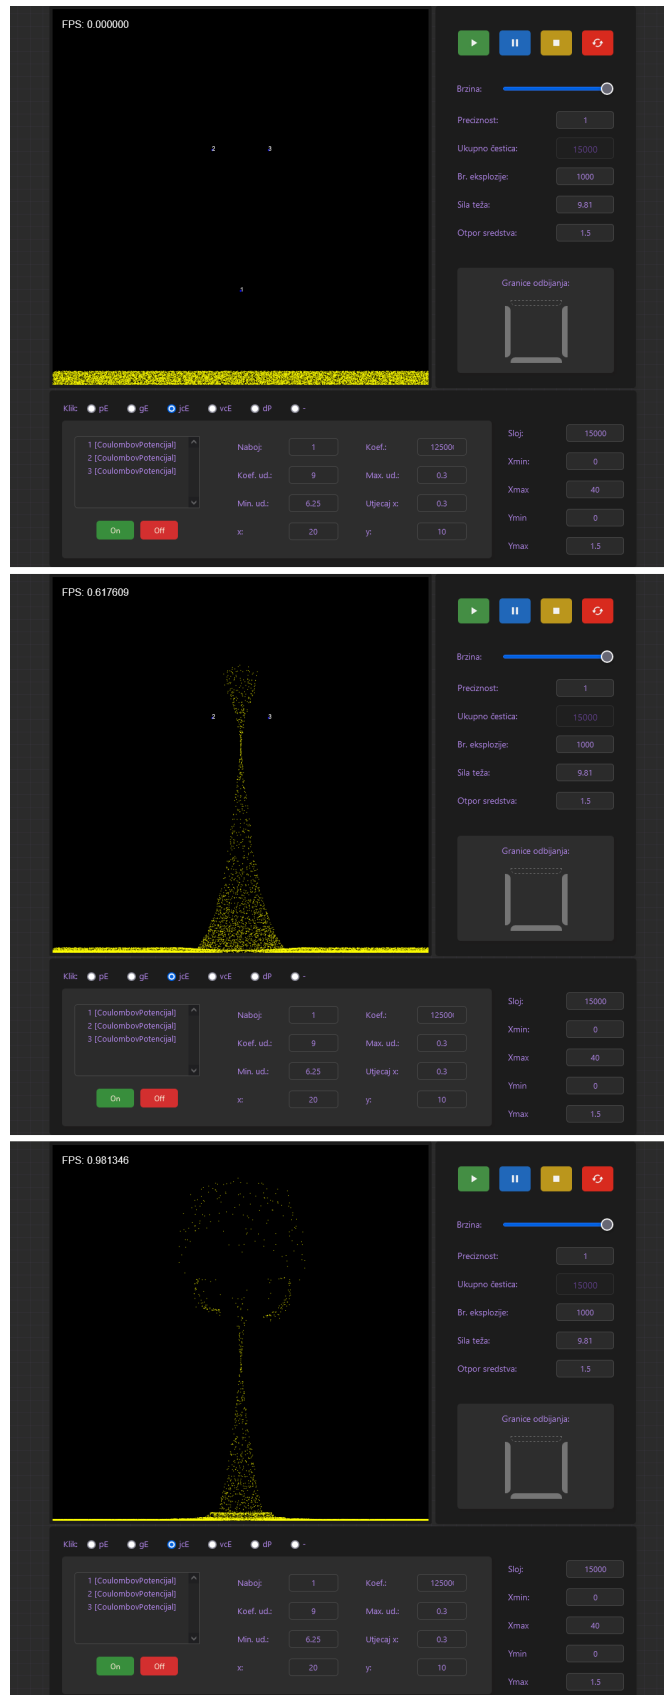 FPS: 0.000000
2 3
1
Brzina:
Preciznost: 1
Ukupno čestica: 15000
Br. eksplozije: 1000
Sila teža: 9.81
Otpor sredstva: 1.5
Granice odbijanja:
Klik: pE gE jcE vcE dP -
1 [CoulombovPotencijal]
2 [CoulombovPotencijal]
3 [CoulombovPotencijal]
On Off
Naboj: 1 Koef.: 12500
Koef. ud.: 9 Max. ud.: 0.3
Min. ud.: 6.25 Utjecaj x: 0.3
x: 20 y: 10
Sloj: 15000
Xmin: 0
Xmax 40
Ymin 0
Ymax 1.5
FPS: 0.617609
2 3
Brzina:
Preciznost: 1
Ukupno čestica: 15000
Br. eksplozije: 1000
Sila teža: 9.81
Otpor sredstva: 1.5
Granice odbijanja:
Klik: pE gE jcE vcE dP -
1 [CoulombovPotencijal]
2 [CoulombovPotencijal]
3 [CoulombovPotencijal]
On Off
Naboj: 1 Koef.: 12500
Koef. ud.: 9 Max. ud.: 0.3
Min. ud.: 6.25 Utjecaj x: 0.3
x: 20 y: 10
Sloj: 15000
Xmin: 0
Xmax 40
Ymin 0
Ymax 1.5
FPS: 0.981346
Brzina:
Preciznost: 1
Ukupno čestica: 15000
Br. eksplozije: 1000
Sila teža: 9.81
Otpor sredstva: 1.5
Granice odbijanja:
Klik: pE gE jcE vcE dP -
1 [CoulombovPotencijal]
2 [CoulombovPotencijal]
3 [CoulombovPotencijal]
On Off
Naboj: 1 Koef.: 12500
Koef. ud.: 9 Max. ud.: 0.3
Min. ud.: 6.25 Utjecaj x: 0.3
x: 20 y: 10
Sloj: 15000
Xmin: 0
Xmax 40
Ymin 0
Ymax 1.5